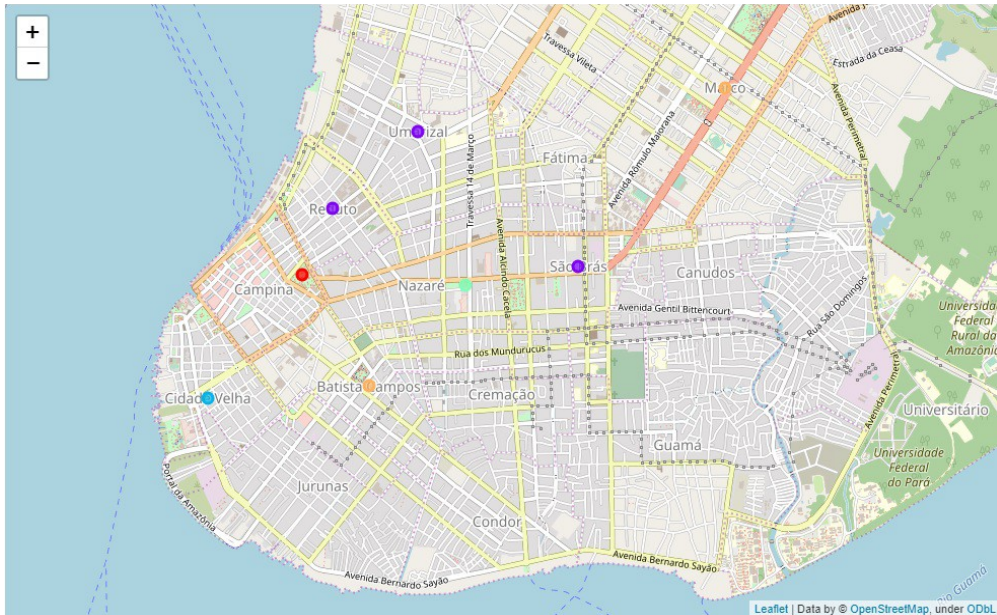 +
−
Avenida J
Estrada da Ceasa
Travessa Vileta
Marco
Avenida Perimetral
Avenida Rômulo Maiorana
Umarizal
Travessa 14 de Março
Fátima
Reduto
Avenida Alcindo Cacela
São Brás
Canudos
Campina
Nazaré
Rua São Domingos
Avenida Gentil Bittencourt
Universidade
Federal
Rural da
Amazônia
Rua dos Mundurucus
Batista Campos
Cremação
Cidade Velha
Avenida Perimetral
Universitário
Guamá
Universidade
Federal
do Pará
Portal da Amazônia
Jurunas
Condor
Avenida Bernardo Sayão
Avenida Bernardo Sayão
Rio Guamá
Leaflet | Data by © OpenStreetMap, under ODbL